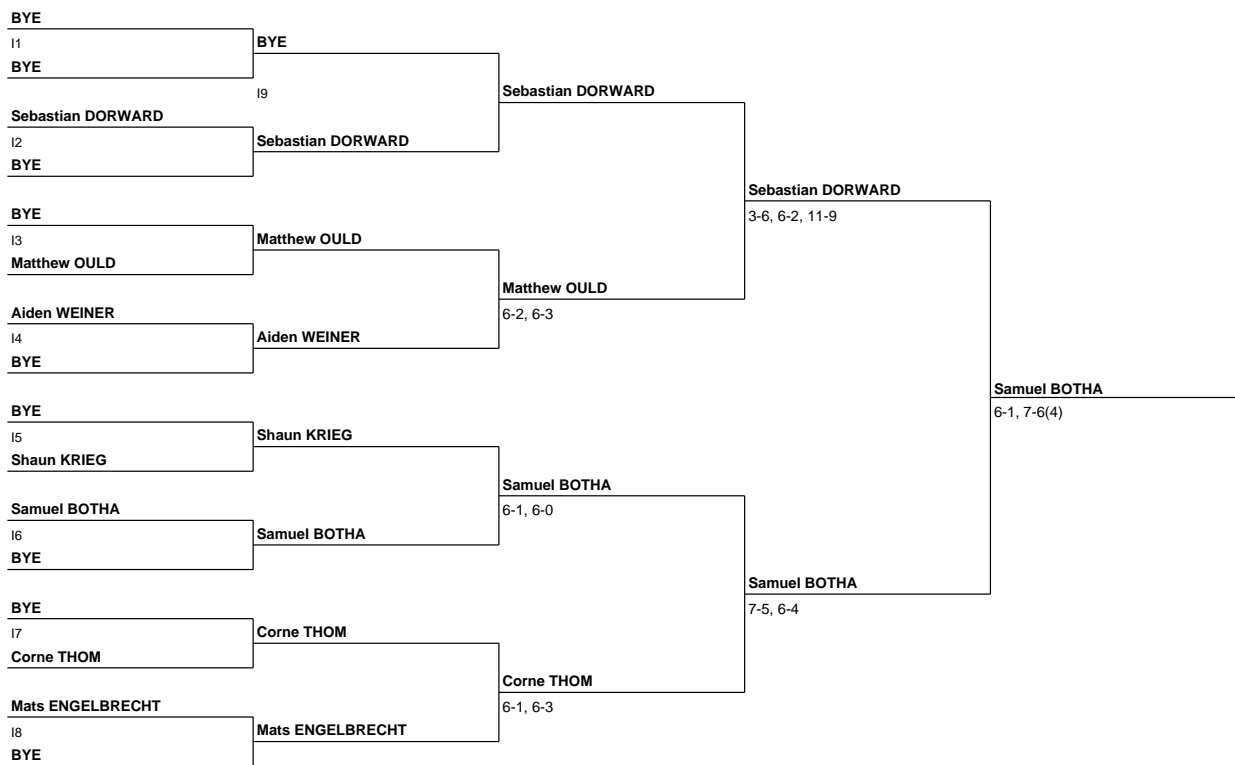 BYE
I1
BYE
BYE
I9
Sebastian DORWARD
Sebastian DORWARD
I2
Sebastian DORWARD
BYE
Sebastian DORWARD
3-6, 6-2, 11-9
BYE
I3
Matthew OULD
Matthew OULD
Matthew OULD
6-2, 6-3
Aiden WEINER
I4
Aiden WEINER
BYE
Samuel BOTHA
6-1, 7-6(4)
BYE
I5
Shaun KRIEG
Shaun KRIEG
Samuel BOTHA
6-1, 6-0
Samuel BOTHA
I6
Samuel BOTHA
BYE
Samuel BOTHA
7-5, 6-4
BYE
I7
Corne THOM
Corne THOM
Corne THOM
6-1, 6-3
Mats ENGELBRECHT
I8
Mats ENGELBRECHT
BYE